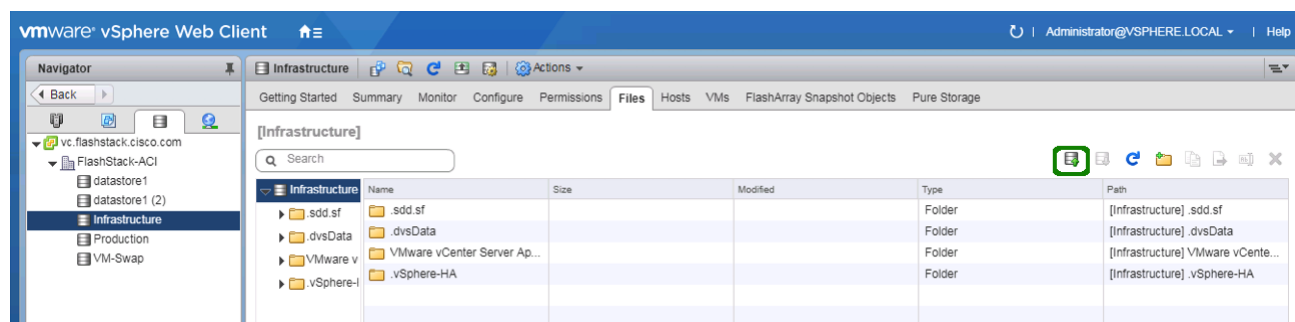 vmware® vSphere Web Client
Administrator@VSPHERE.LOCAL
Help
Navigator
Infrastructure
Actions
Back
Getting Started Summary Monitor Configure Permissions Files Hosts VMs FlashArray Snapshot Objects Pure Storage
vc.flashstack.cisco.com
FlashStack-ACI
datastore1
datastore1 (2)
Infrastructure
Production
VM-Swap
[Infrastructure]
Search
Infrastructure
.sdd.sf
.dvsData
VMware v
.vSphere-
Name Size Modified Type Path
.sdd.sf Folder [Infrastructure] .sdd.sf
.dvsData Folder [Infrastructure] .dvsData
VMware vCenter Server Ap... Folder [Infrastructure] VMware vCente...
.vSphere-HA Folder [Infrastructure] .vSphere-HA